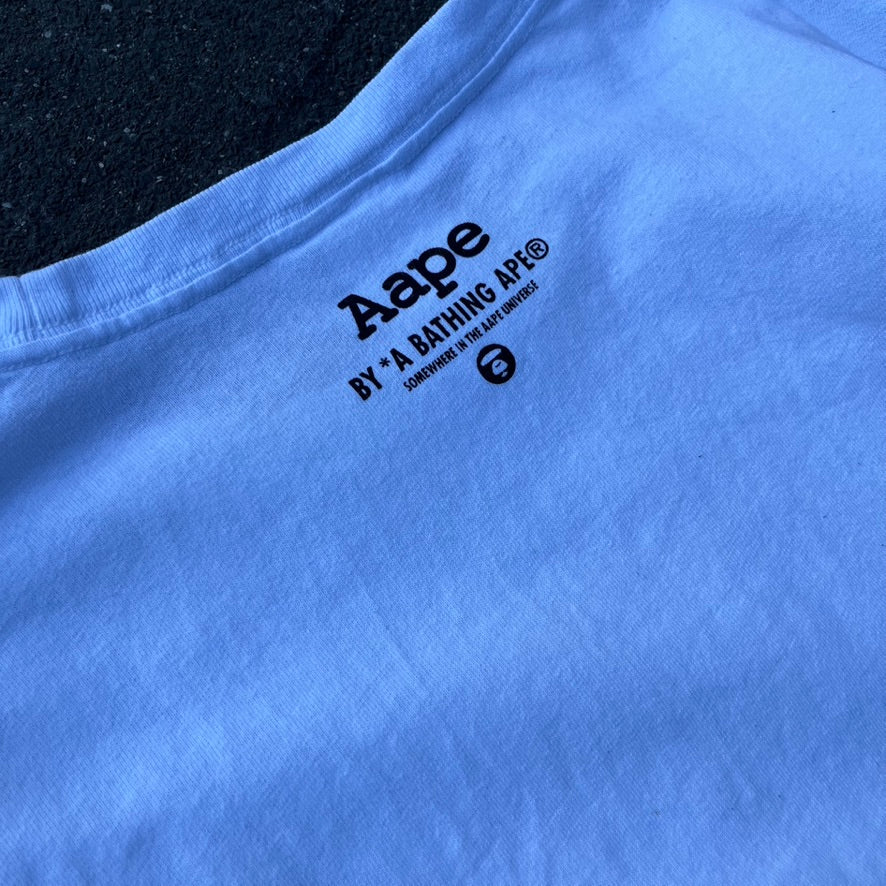 Aape
BY *A BATHING APE®
SOMEWHERE IN THE AAPE UNIVERSE